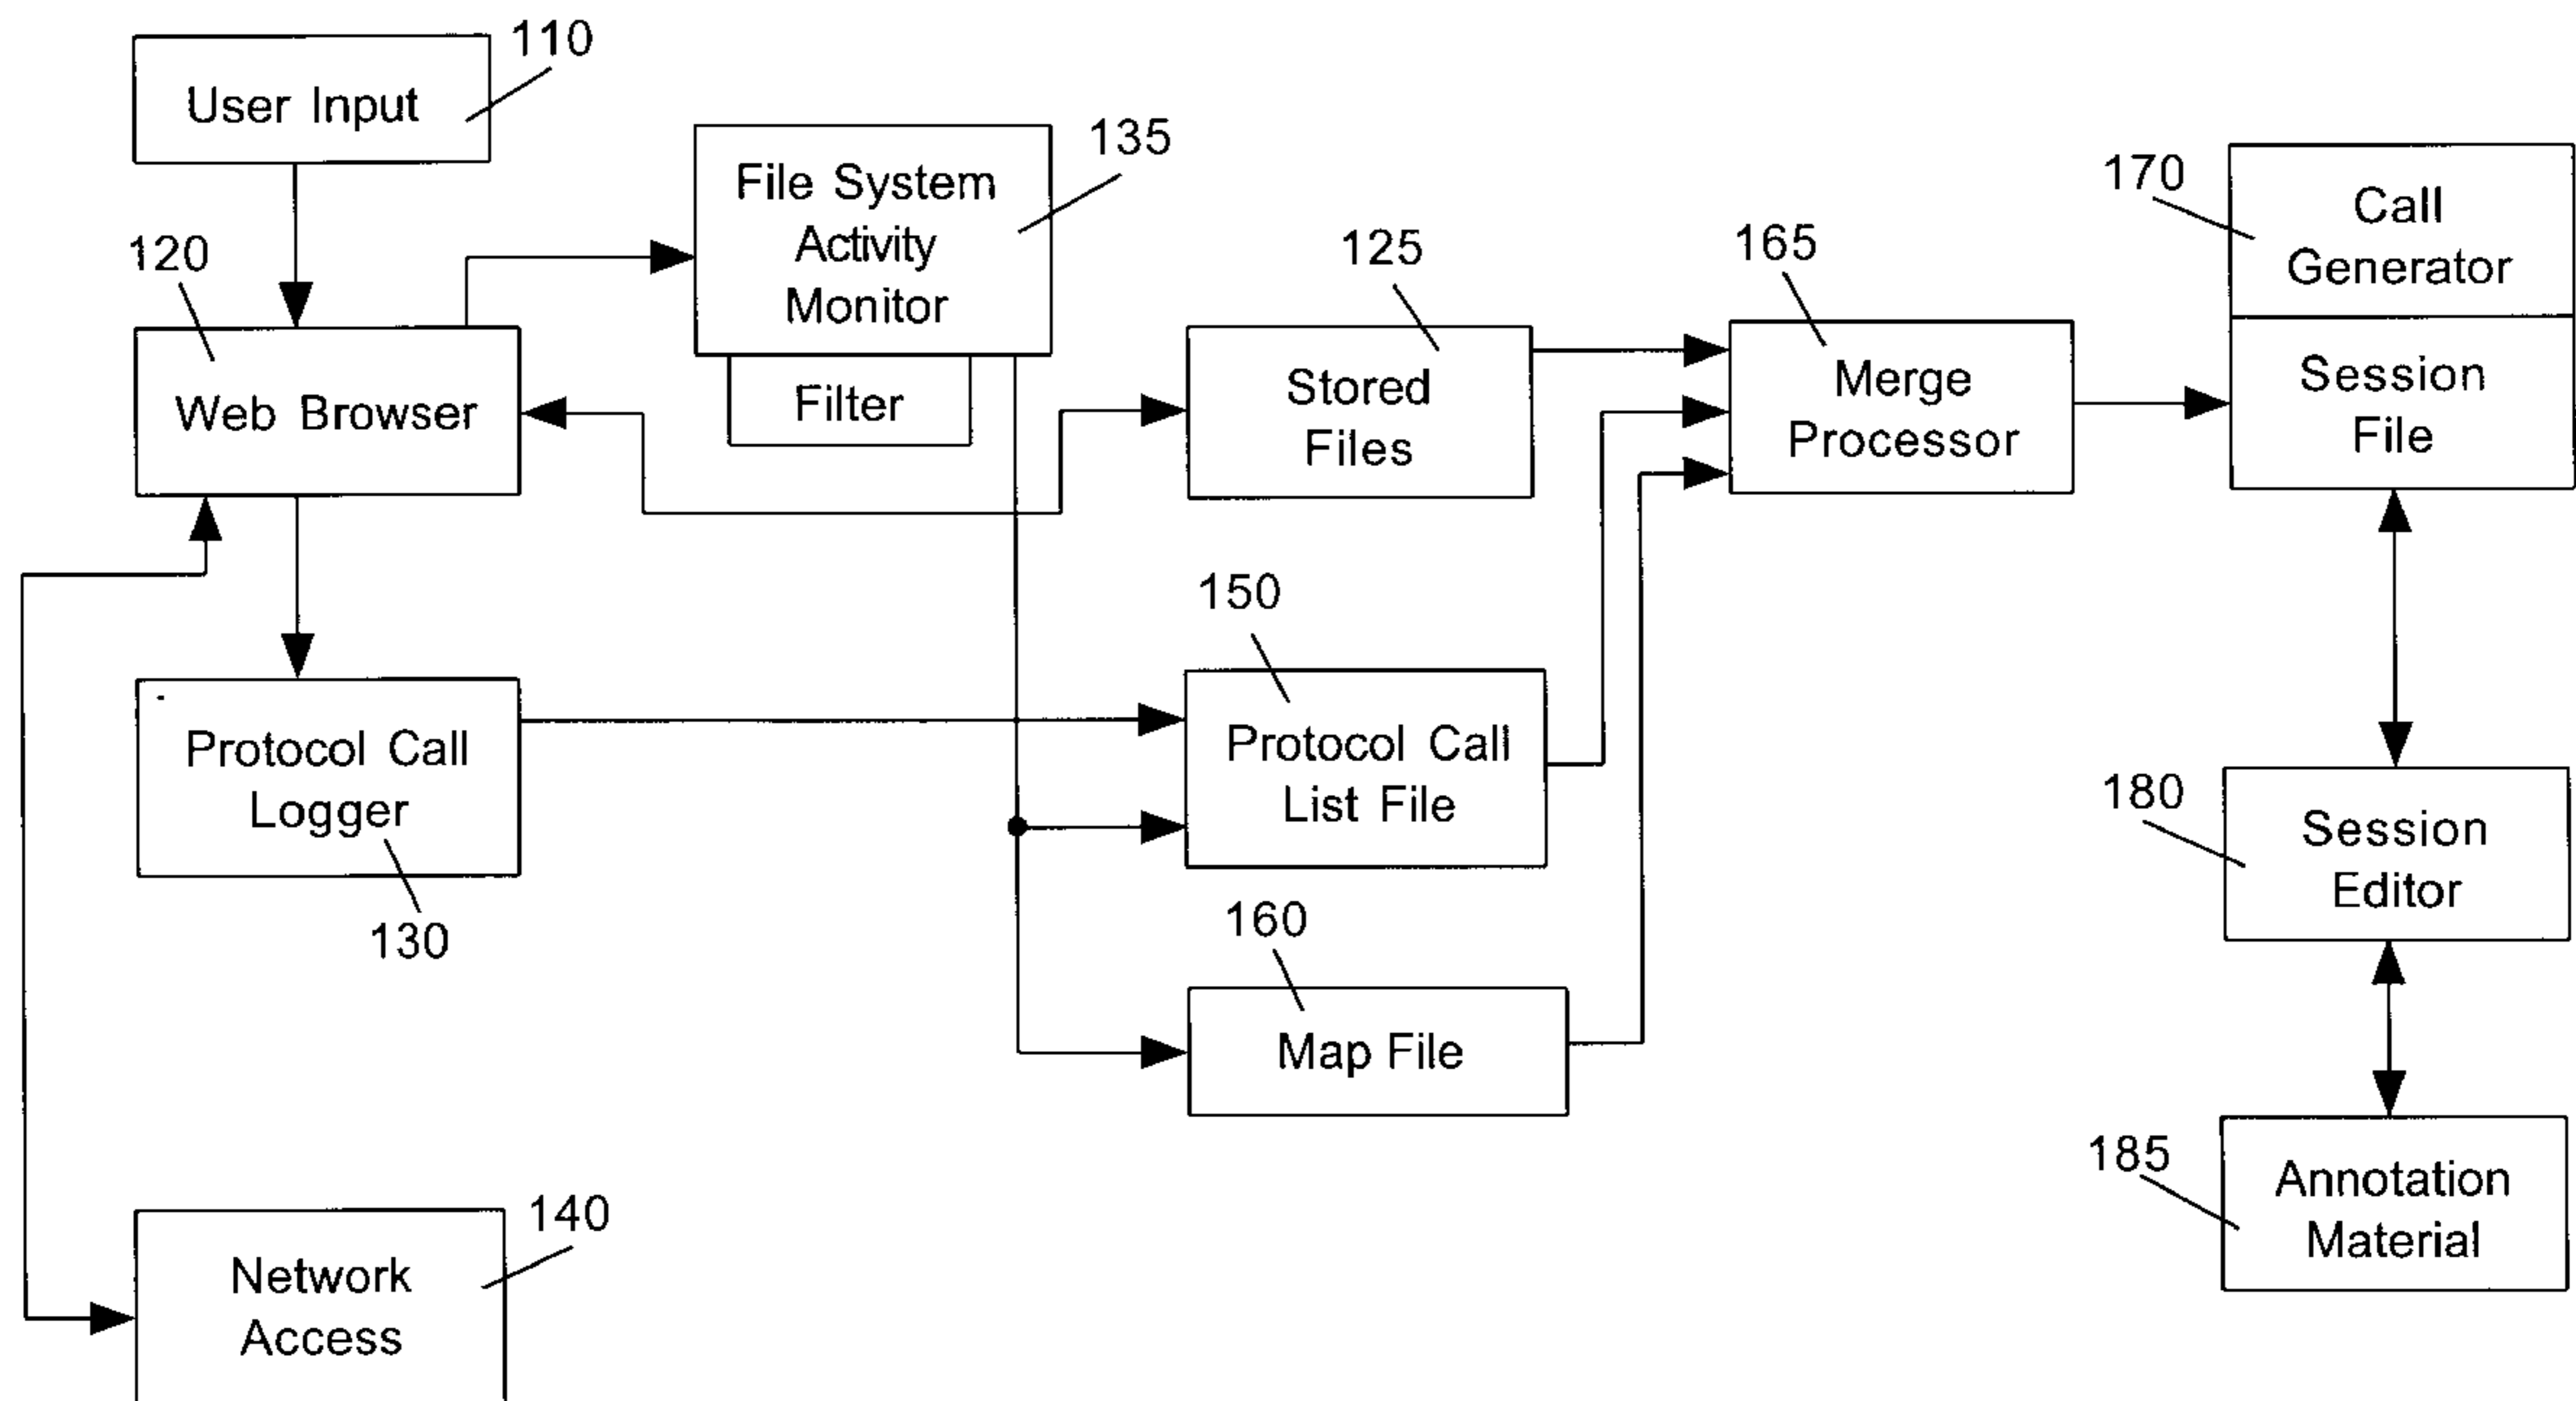 110
User Input
135
File System
Activity
Monitor
Filter
120
Web Browser
125
Stored
Files
165
Merge
Processor
170
Call
Generator
Session
File
150
Protocol Call
List File
Protocol Call
Logger
130
160
Map File
180
Session
Editor
185
Annotation
Material
140
Network
Access